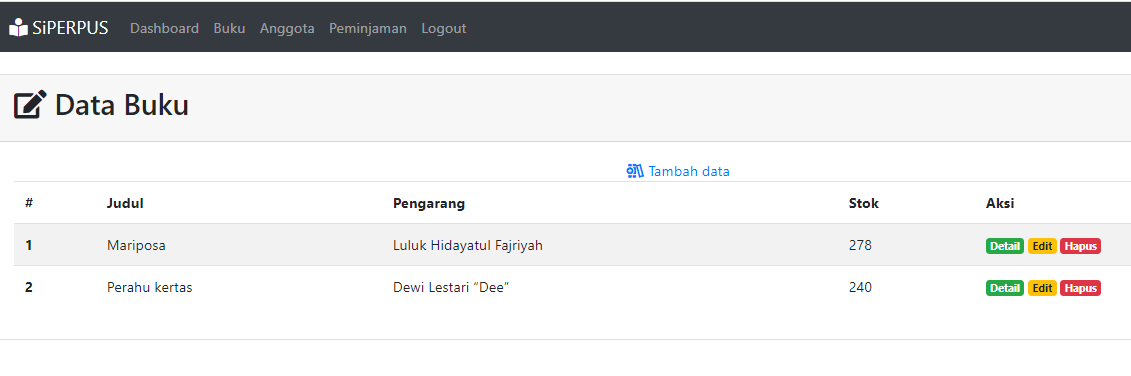 SiPERPUS Dashboard Buku Anggota Peminjaman Logout
Data Buku
Tambah data
# Judul Pengarang Stok Aksi
1 Mariposa Luluk Hidayatul Fajriyah 278 Detail Edit Hapus
2 Perahu kertas Dewi Lestari “Dee” 240 Detail Edit Hapus